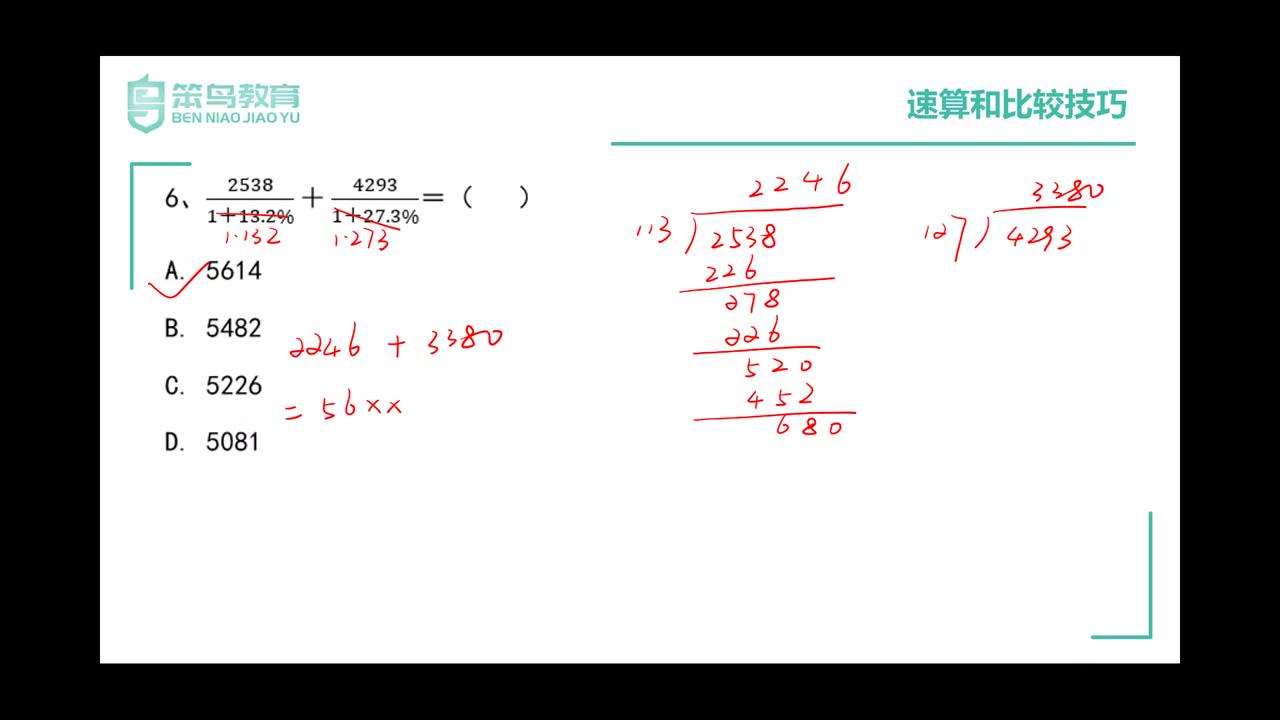 笨鸟教育
BEN NIAO JIAO YU
速算和比较技巧
6、2538/(1+13.2%) + 4293/(1+27.3%) = （ ）
1.132 1.273
A. 5614
B. 5482
C. 5226
D. 5081
2246 + 3380
= 56××
2246
113 ) 2538
226
278
226
520
452
680
3380
127 ) 4293